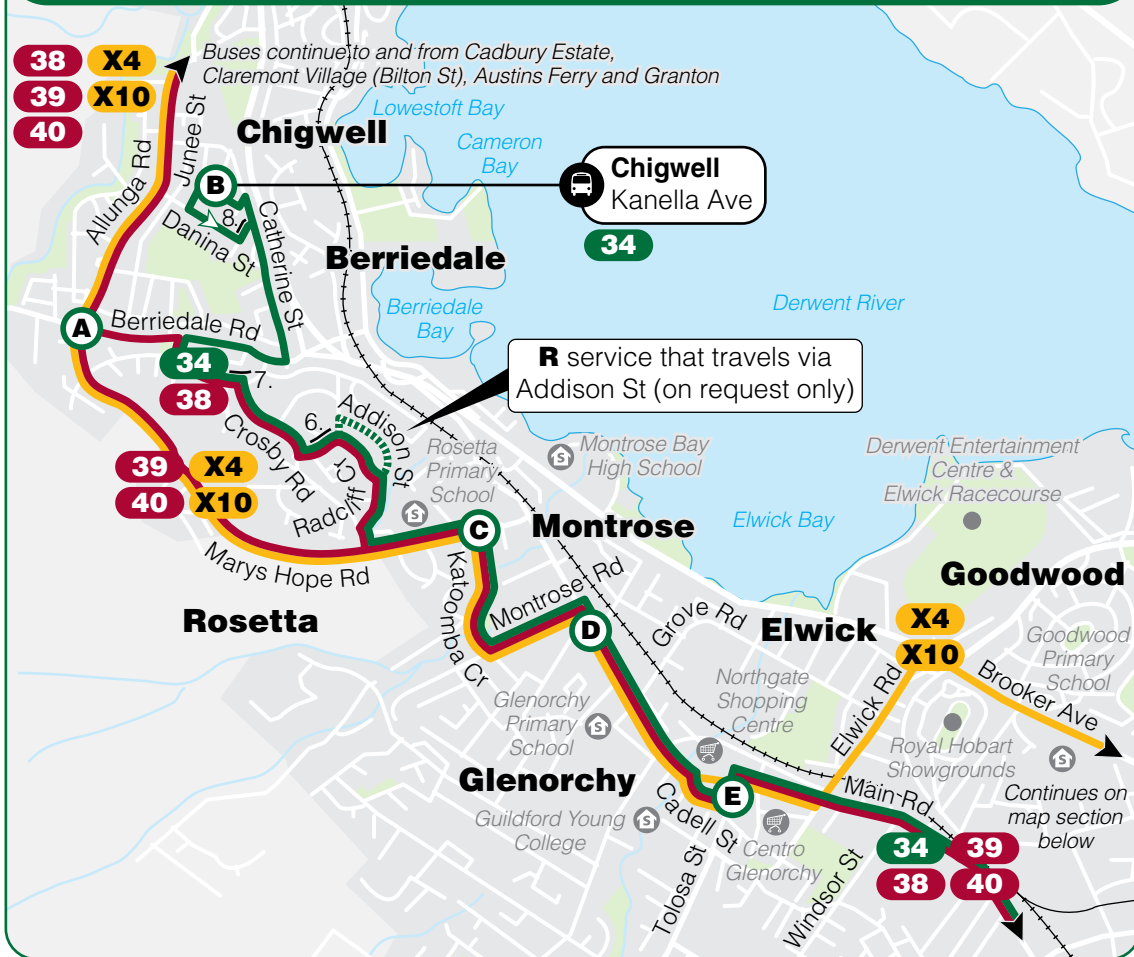 38 X4
39 X10
40
Buses continue to and from Cadbury Estate,
Claremont Village (Bilton St), Austins Ferry and Granton
Lowestoft Bay
Chigwell
Cameron
Bay
Junee St
Allunga Rd
B
Chigwell
Kanella Ave
34
8.
Danina St
Catherine St
Berriedale
Berriedale
Bay
Derwent River
A
Berriedale Rd
34
38
7.
R service that travels via
Addison St (on request only)
6.
Addison St
Crosby Rd
Radcliff Cr
Rosetta
Primary
School
S
S
Montrose Bay
High School
Derwent Entertainment
Centre &
Elwick Racecourse
39 X4
40 X10
Marys Hope Rd
C
Montrose
Elwick Bay
Goodwood
Rosetta
Katoomba Cr
Montrose Rd
D
Grove Rd
Elwick
X4
X10
Goodwood
Primary
School
S
Brooker Ave
Elwick Rd
Northgate
Shopping
Centre
Glenorchy
Primary
School
S
Royal Hobart
Showgrounds
Glenorchy
E
Main Rd
Continues on
map section
below
Guildford Young
College
S
Cadell St
Centro
Glenorchy
Tolosa St
Windsor St
34 39
38 40